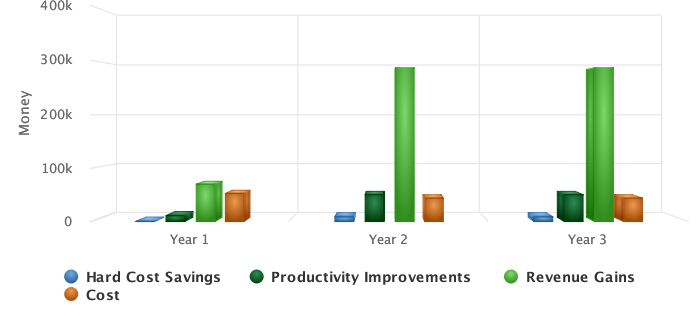 400k
300k
200k
100k
0
Money
Year 1 Year 2 Year 3
Hard Cost Savings Productivity Improvements Revenue Gains
Cost